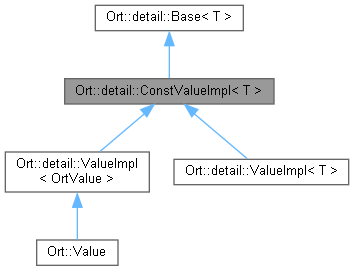 Ort::detail::Base< T >
Ort::detail::ConstValueImpl< T >
Ort::detail::ValueImpl
< OrtValue >
Ort::detail::ValueImpl< T >
Ort::Value